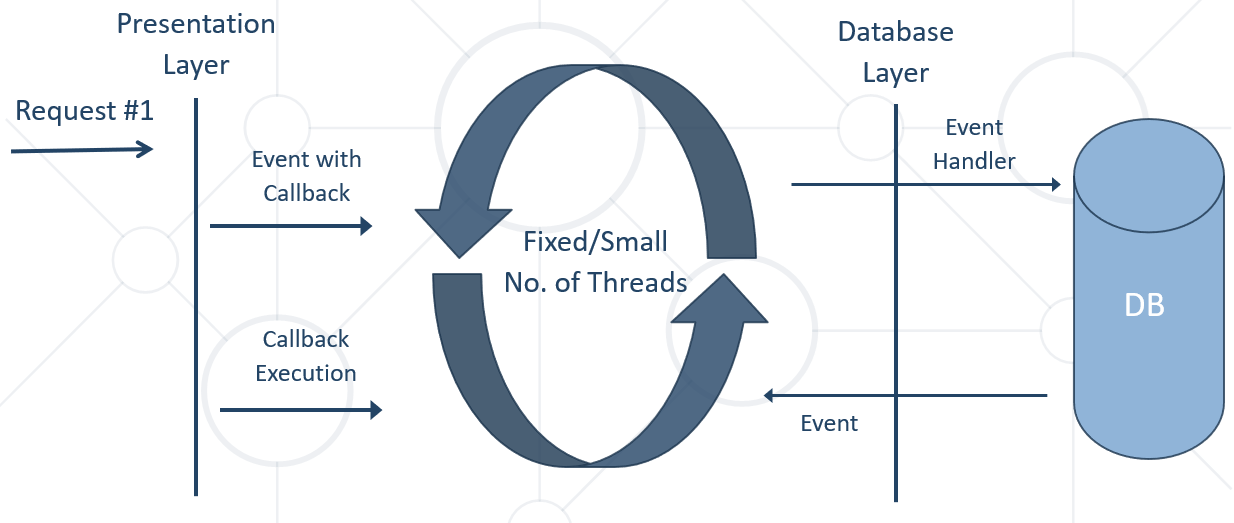 Presentation
Layer
Request #1
Event with
Callback
Callback
Execution
Fixed/Small
No. of Threads
Database
Layer
Event
Handler
Event
DB